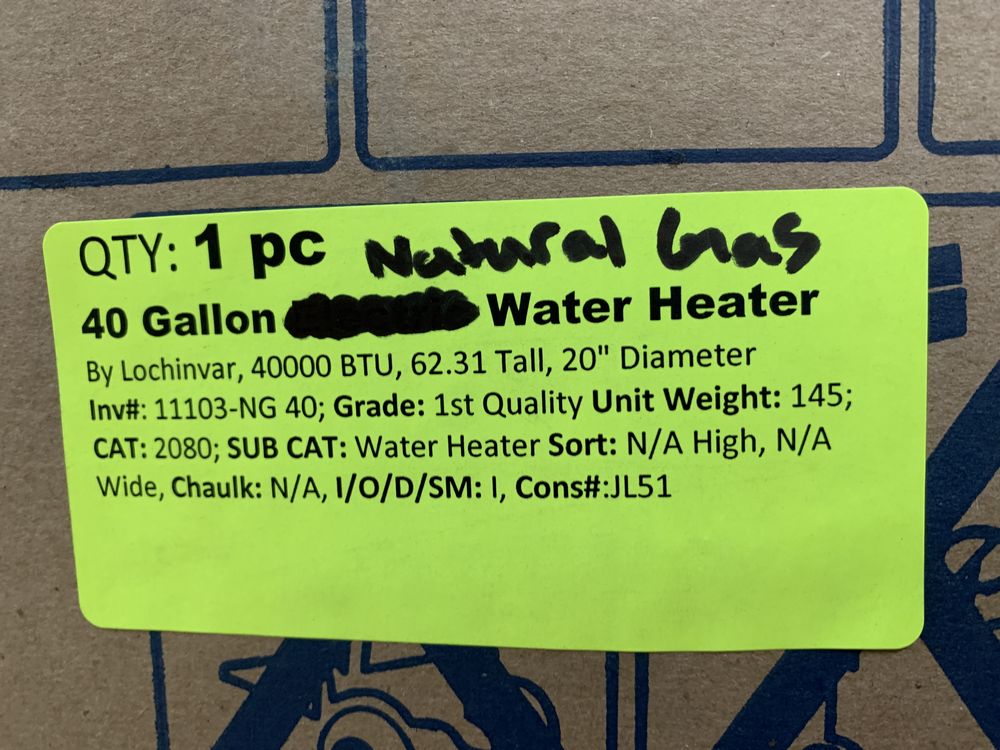 QTY: 1 pc Natural Gas
40 Gallon Water Heater
By Lochinvar, 40000 BTU, 62.31 Tall, 20" Diameter
Inv#: 11103-NG 40; Grade: 1st Quality Unit Weight: 145;
CAT: 2080; SUB CAT: Water Heater Sort: N/A High, N/A
Wide, Chaulk: N/A, I/O/D/SM: I, Cons#:JL51